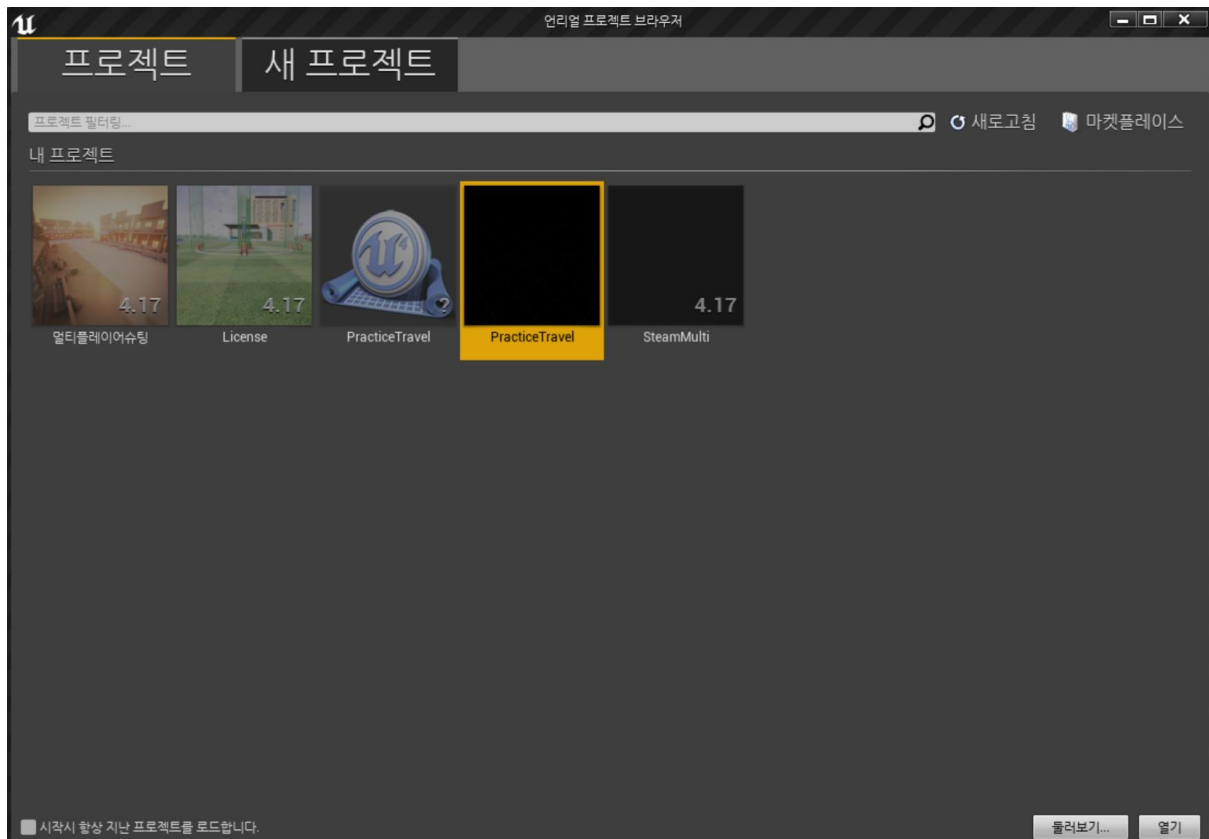 언리얼 프로젝트 브라우저
프로젝트 새 프로젝트
프로젝트 필터링... 새로고침 마켓플레이스
내 프로젝트
4.17 4.17 ? 4.17
멀티플레이어슈팅 License PracticeTravel PracticeTravel SteamMulti
시작시 항상 지난 프로젝트를 로드합니다. 둘러보기... 열기